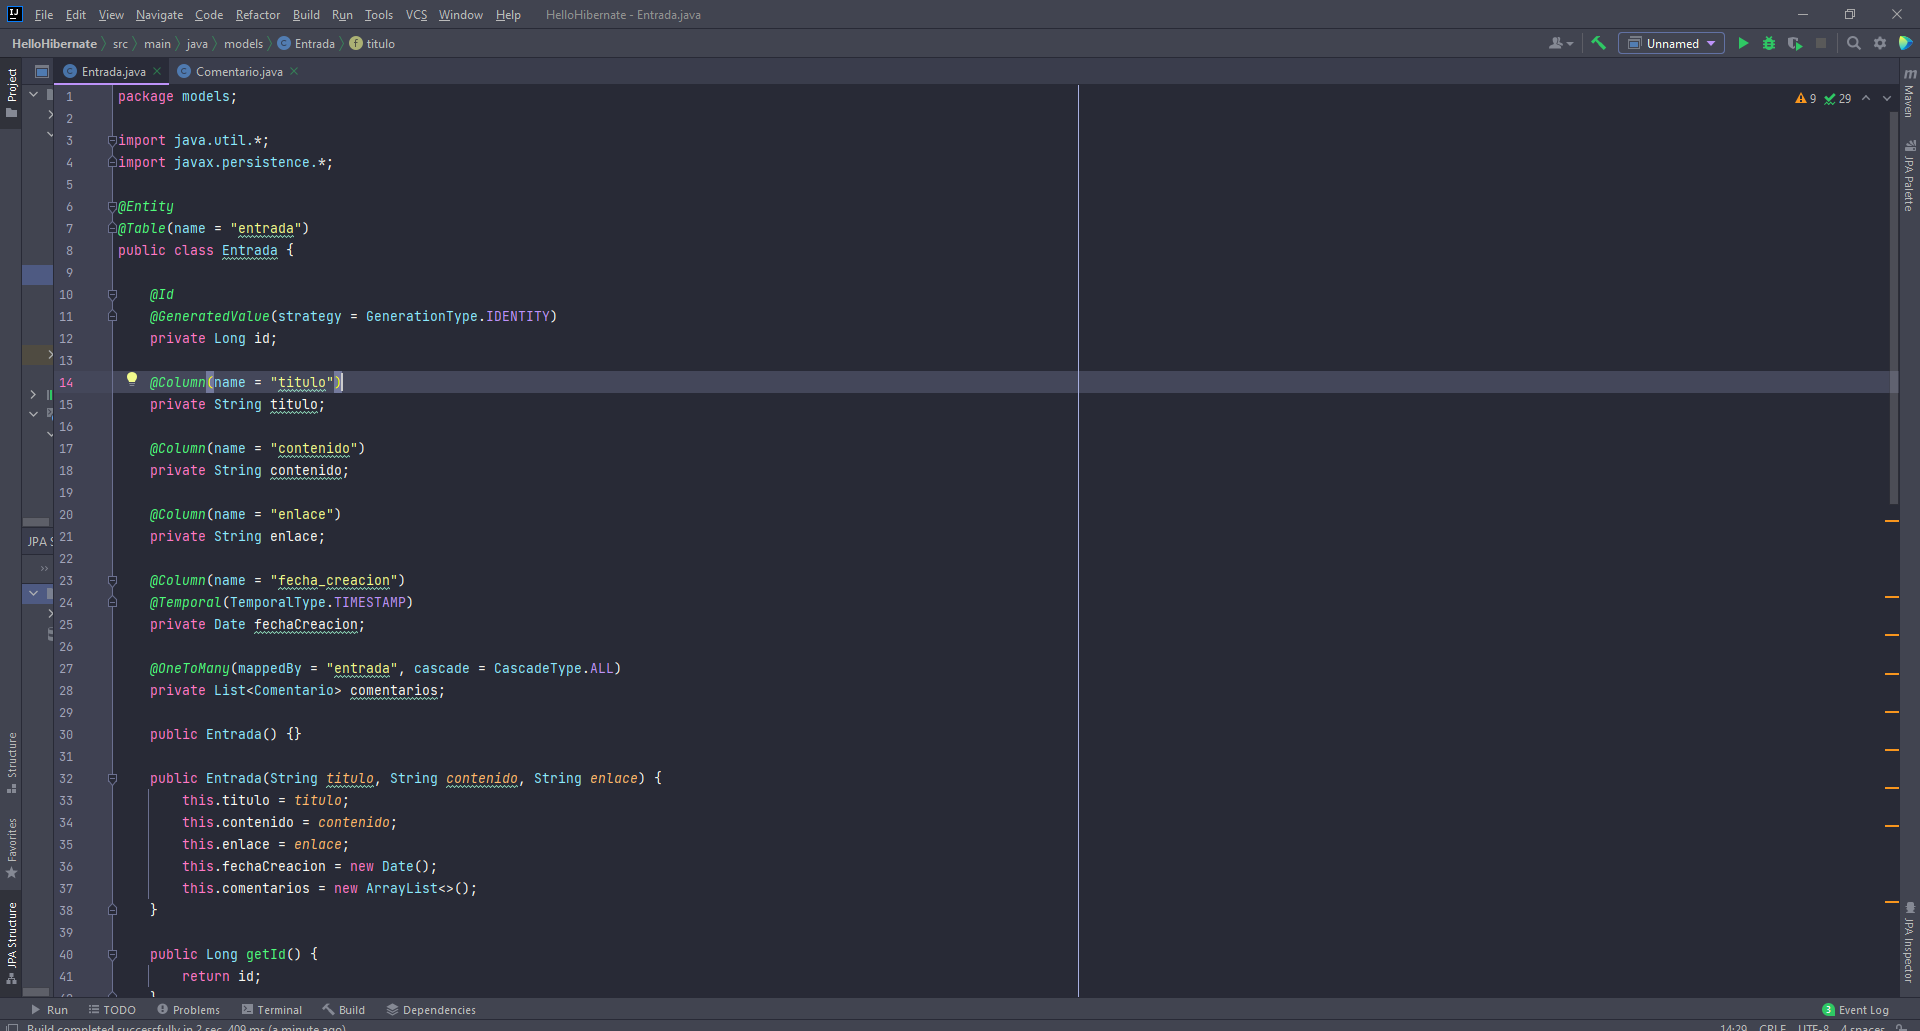 File Edit View Navigate Code Refactor Build Run Tools VCS Window Help HelloHibernate - Entrada.java
HelloHibernate src main java models Entrada titulo Unnamed
Project
Entrada.java Comentario.java
9 29
1 package models;
2
3 import java.util.*;
4 import javax.persistence.*;
5
6 @Entity
7 @Table(name = "entrada")
8 public class Entrada {
9
10 @Id
11 @GeneratedValue(strategy = GenerationType.IDENTITY)
12 private Long id;
13
14 @Column(name = "titulo")
15 private String titulo;
16
17 @Column(name = "contenido")
18 private String contenido;
19
20 @Column(name = "enlace")
21 private String enlace;
22
23 @Column(name = "fecha_creacion")
24 @Temporal(TemporalType.TIMESTAMP)
25 private Date fechaCreacion;
26
27 @OneToMany(mappedBy = "entrada", cascade = CascadeType.ALL)
28 private List<Comentario> comentarios;
29
30 public Entrada() {}
31
32 public Entrada(String titulo, String contenido, String enlace) {
33 this.titulo = titulo;
34 this.contenido = contenido;
35 this.enlace = enlace;
36 this.fechaCreacion = new Date();
37 this.comentarios = new ArrayList<>();
38 }
39
40 public Long getId() {
41 return id;
JPA S
Structure
Favorites
JPA Structure
Maven
JPA Palette
JPA Inspector
Run TODO Problems Terminal Build Dependencies 3 Event Log
Build completed successfully in 2 sec, 409 ms (a minute ago) 14:29 CRLF UTF-8 4 spaces